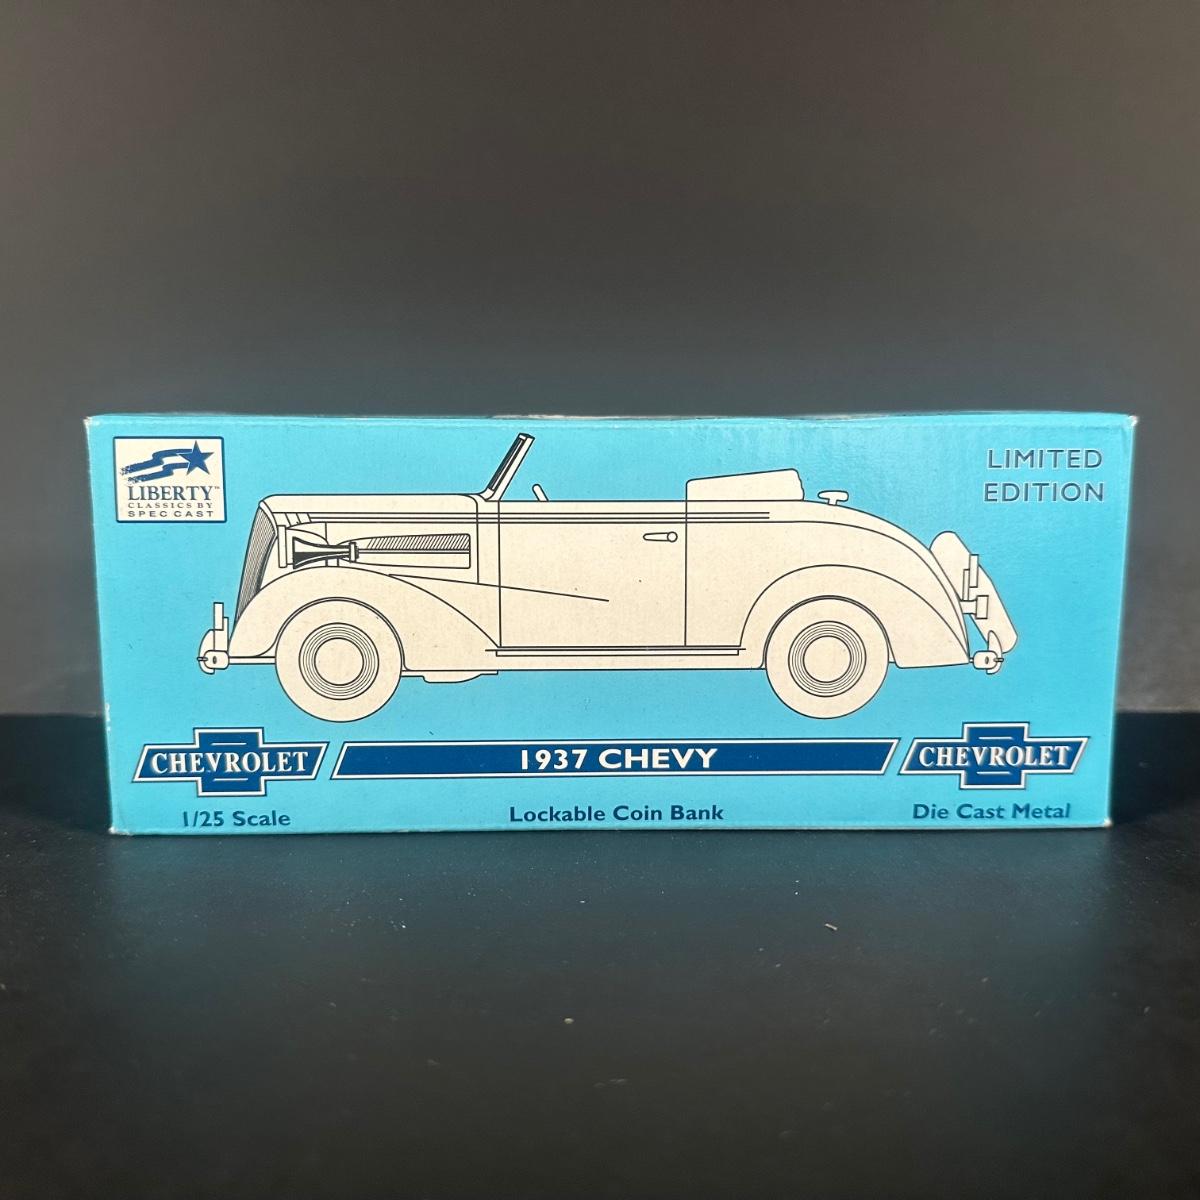 LIBERTY™
CLASSICS BY
SPEC CAST
LIMITED
EDITION
CHEVROLET
1937 CHEVY
CHEVROLET
1/25 Scale
Lockable Coin Bank
Die Cast Metal